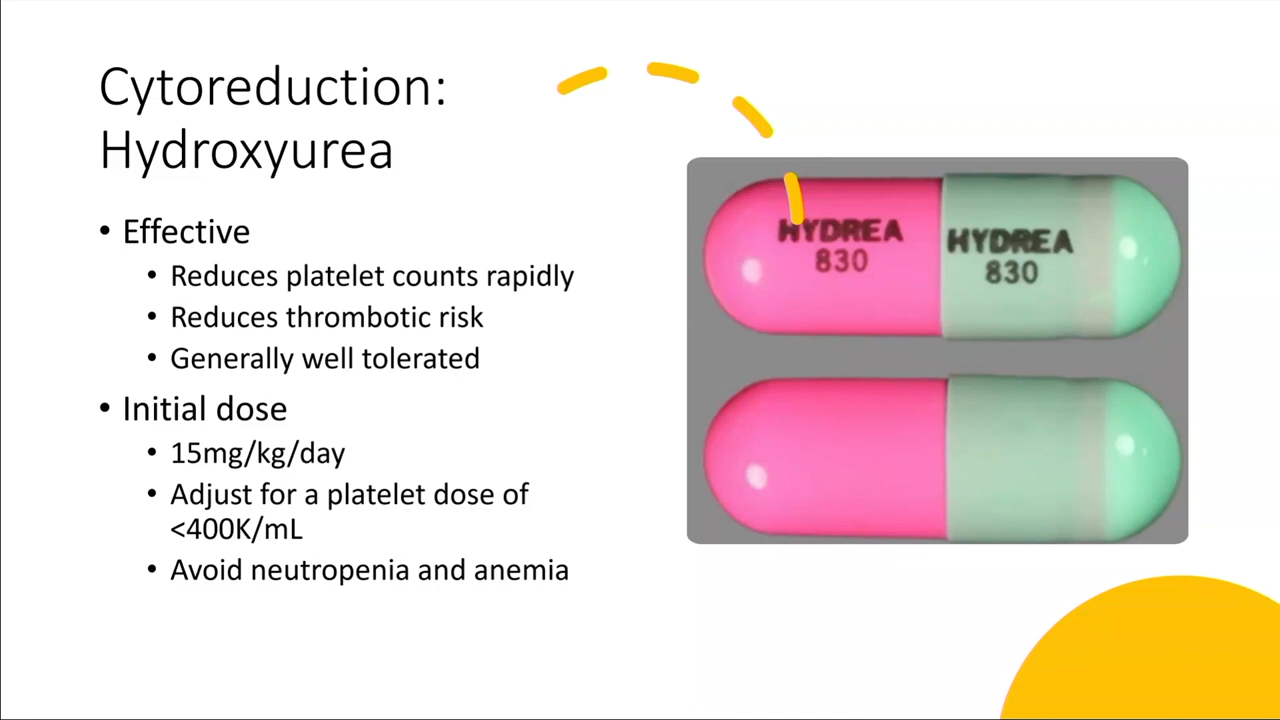 Cytoreduction:
Hydroxyurea
• Effective
• Reduces platelet counts rapidly
• Reduces thrombotic risk
• Generally well tolerated
• Initial dose
• 15mg/kg/day
• Adjust for a platelet dose of
<400K/mL
• Avoid neutropenia and anemia
HYDREA
830
HYDREA
830